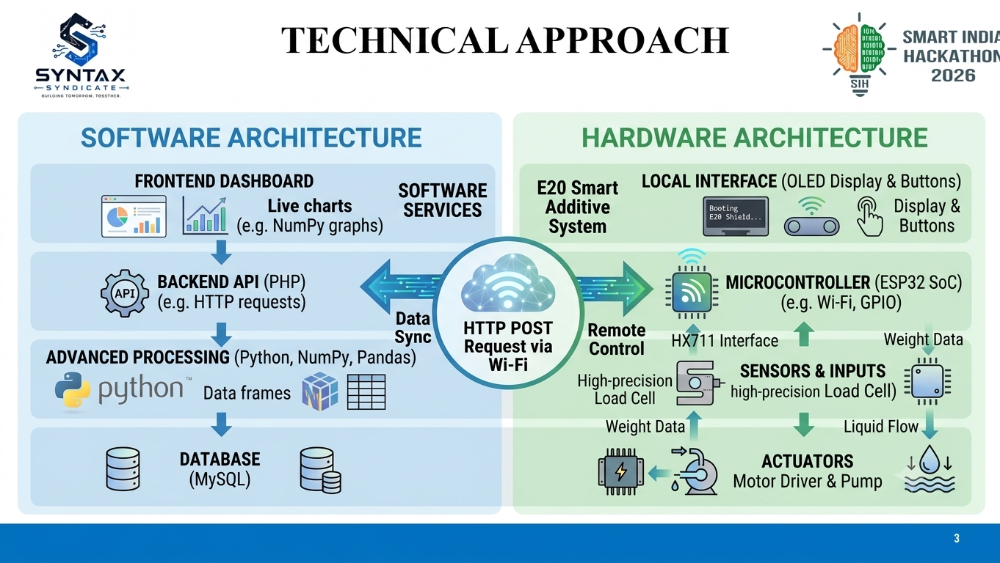 SYNTAX
SYNDICATE
BUILDING TOMORROW, TOGETHER.
TECHNICAL APPROACH
SIH
SMART INDIA
HACKATHON
2026
SOFTWARE ARCHITECTURE
FRONTEND DASHBOARD
Live charts
(e.g. NumPy graphs)
SOFTWARE
SERVICES
API
BACKEND API (PHP)
(e.g. HTTP requests)
Data
Sync
ADVANCED PROCESSING (Python, NumPy, Pandas)
python™
Data frames
DATABASE
(MySQL)
HTTP POST
Request via
Wi-Fi
HARDWARE ARCHITECTURE
E20 Smart
Additive
System
LOCAL INTERFACE (OLED Display & Buttons)
Booting
E20 Shield...
Display &
Buttons
MICROCONTROLLER (ESP32 SoC)
(e.g. Wi-Fi, GPIO)
Remote
Control
HX711 Interface
Weight Data
High-precision
Load Cell
SENSORS & INPUTS
high-precision Load Cell)
Weight Data
Liquid Flow
ACTUATORS
Motor Driver & Pump
3